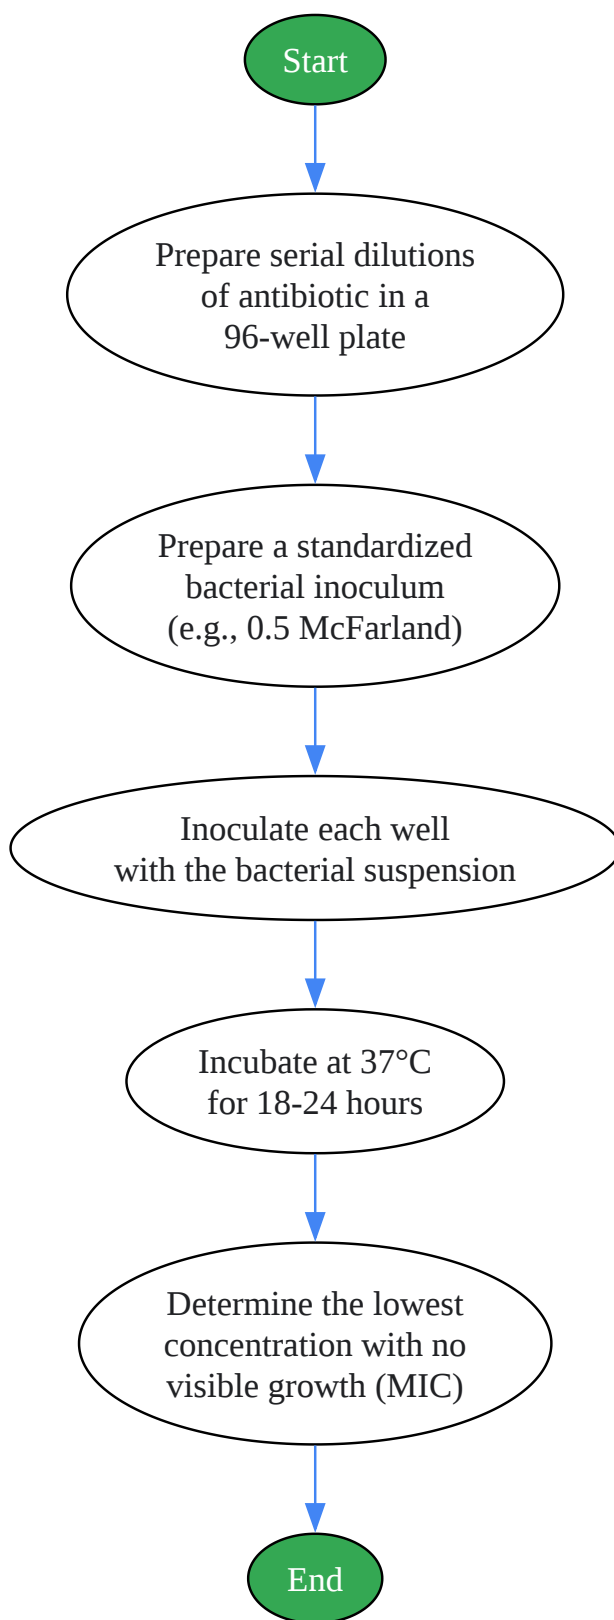 Start
Prepare serial dilutions
of antibiotic in a
96-well plate
Prepare a standardized
bacterial inoculum
(e.g., 0.5 McFarland)
Inoculate each well
with the bacterial suspension
Incubate at 37°C
for 18-24 hours
Determine the lowest
concentration with no
visible growth (MIC)
End